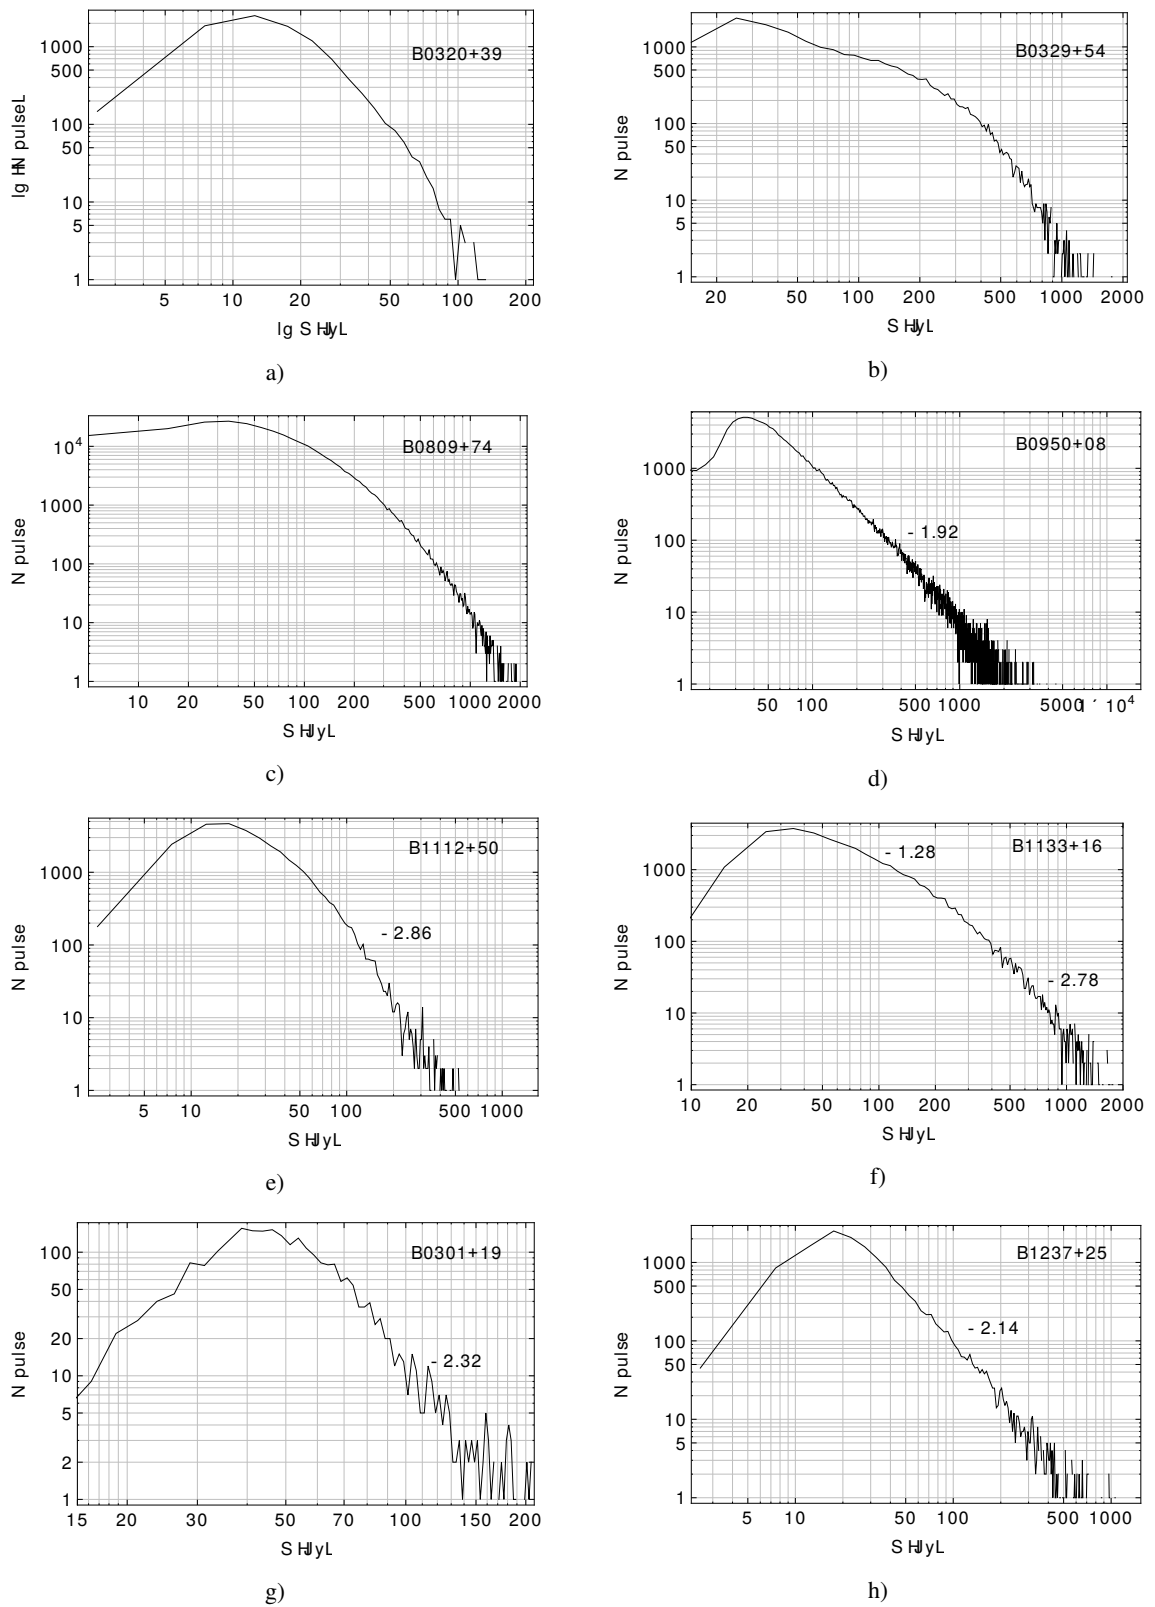 B0320+39
1000
500
100
50
10
5
1
lg HN pulseL
5 10 20 50 100 200
lg S HJyL
a)
B0329+54
1000
500
100
50
10
5
1
N pulse
20 50 100 200 500 1000 2000
S HJyL
b)
B0809+74
10^4
1000
100
10
1
N pulse
10 20 50 100 200 500 1000 2000
S HJyL
c)
B0950+08
- 1.92
1000
100
10
1
N pulse
50 100 500 1000 5000 1´ 10^4
S HJyL
d)
B1112+50
- 2.86
1000
100
10
1
N pulse
5 10 50 100 500 1000
S HJyL
e)
B1133+16
- 1.28
- 2.78
1000
100
10
1
N pulse
10 20 50 100 200 500 1000 2000
S HJyL
f)
B0301+19
- 2.32
100
50
20
10
5
2
1
N pulse
15 20 30 50 70 100 150 200
S HJyL
g)
B1237+25
- 2.14
1000
500
100
50
10
5
1
N pulse
5 10 50 100 500 1000
S HJyL
h)